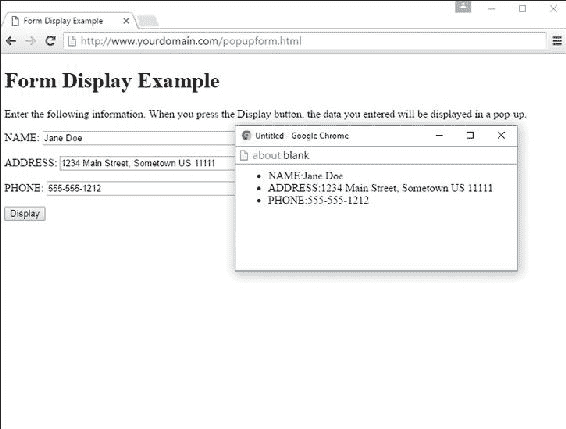 Form Display Example
http://www.yourdomain.com/popupform.html
Form Display Example
Enter the following information. When you press the Display button, the data you entered will be displayed in a pop up.
NAME: Jane Doe
ADDRESS: 1234 Main Street, Sometown US 11111
PHONE: 555-555-1212
Display
Untitled - Google Chrome
about:blank
NAME:Jane Doe
ADDRESS:1234 Main Street, Sometown US 11111
PHONE:555-555-1212